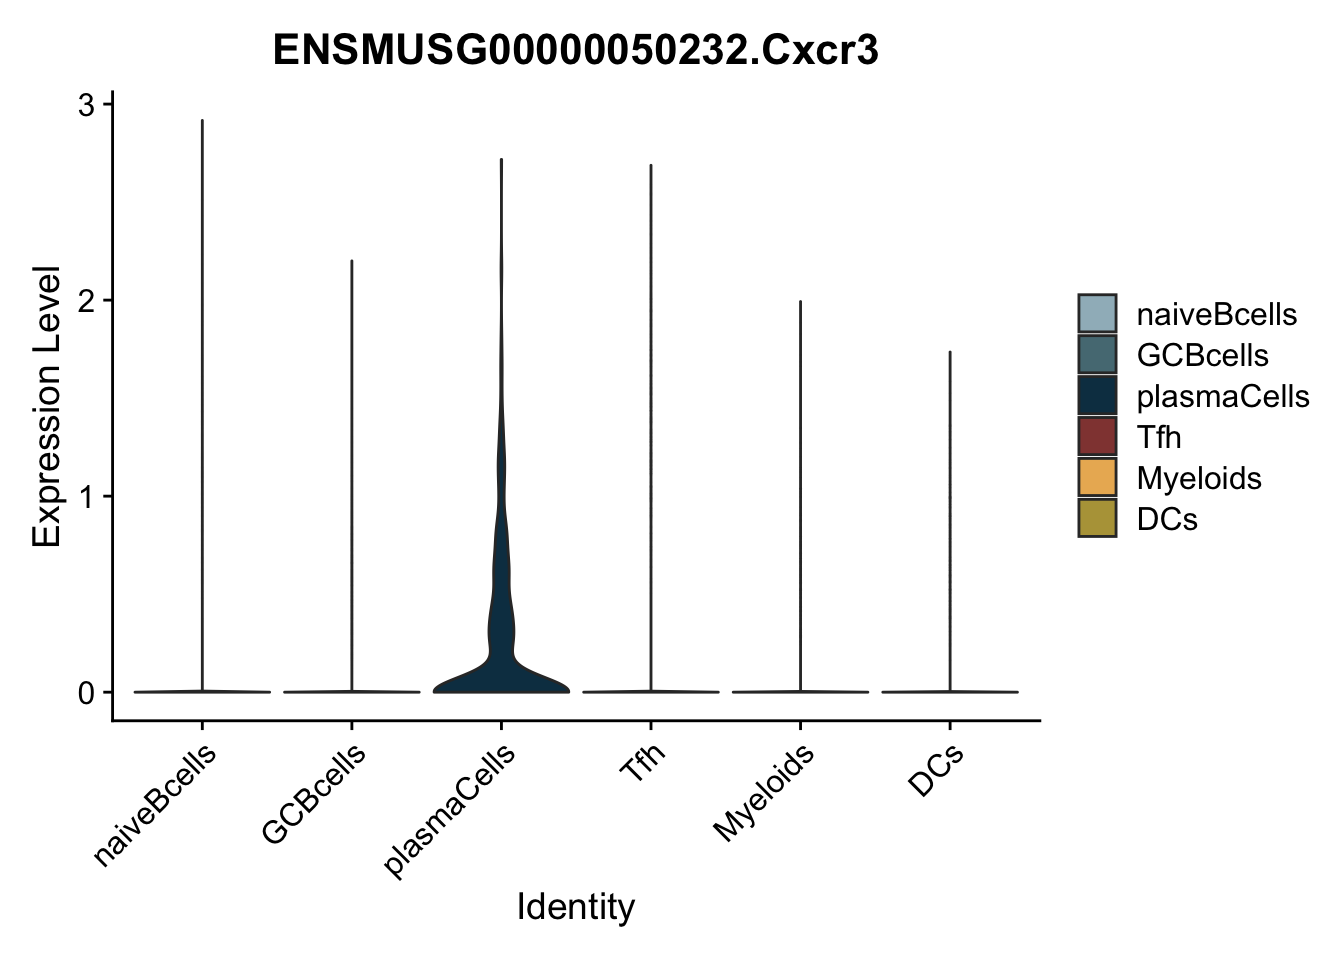 ENSMUSG00000050232.Cxcr3
Expression Level
3
2
1
0
naiveBcells
GCBcells
plasmaCells
Tfh
Myeloids
DCs
Identity
naiveBcells
GCBcells
plasmaCells
Tfh
Myeloids
DCs